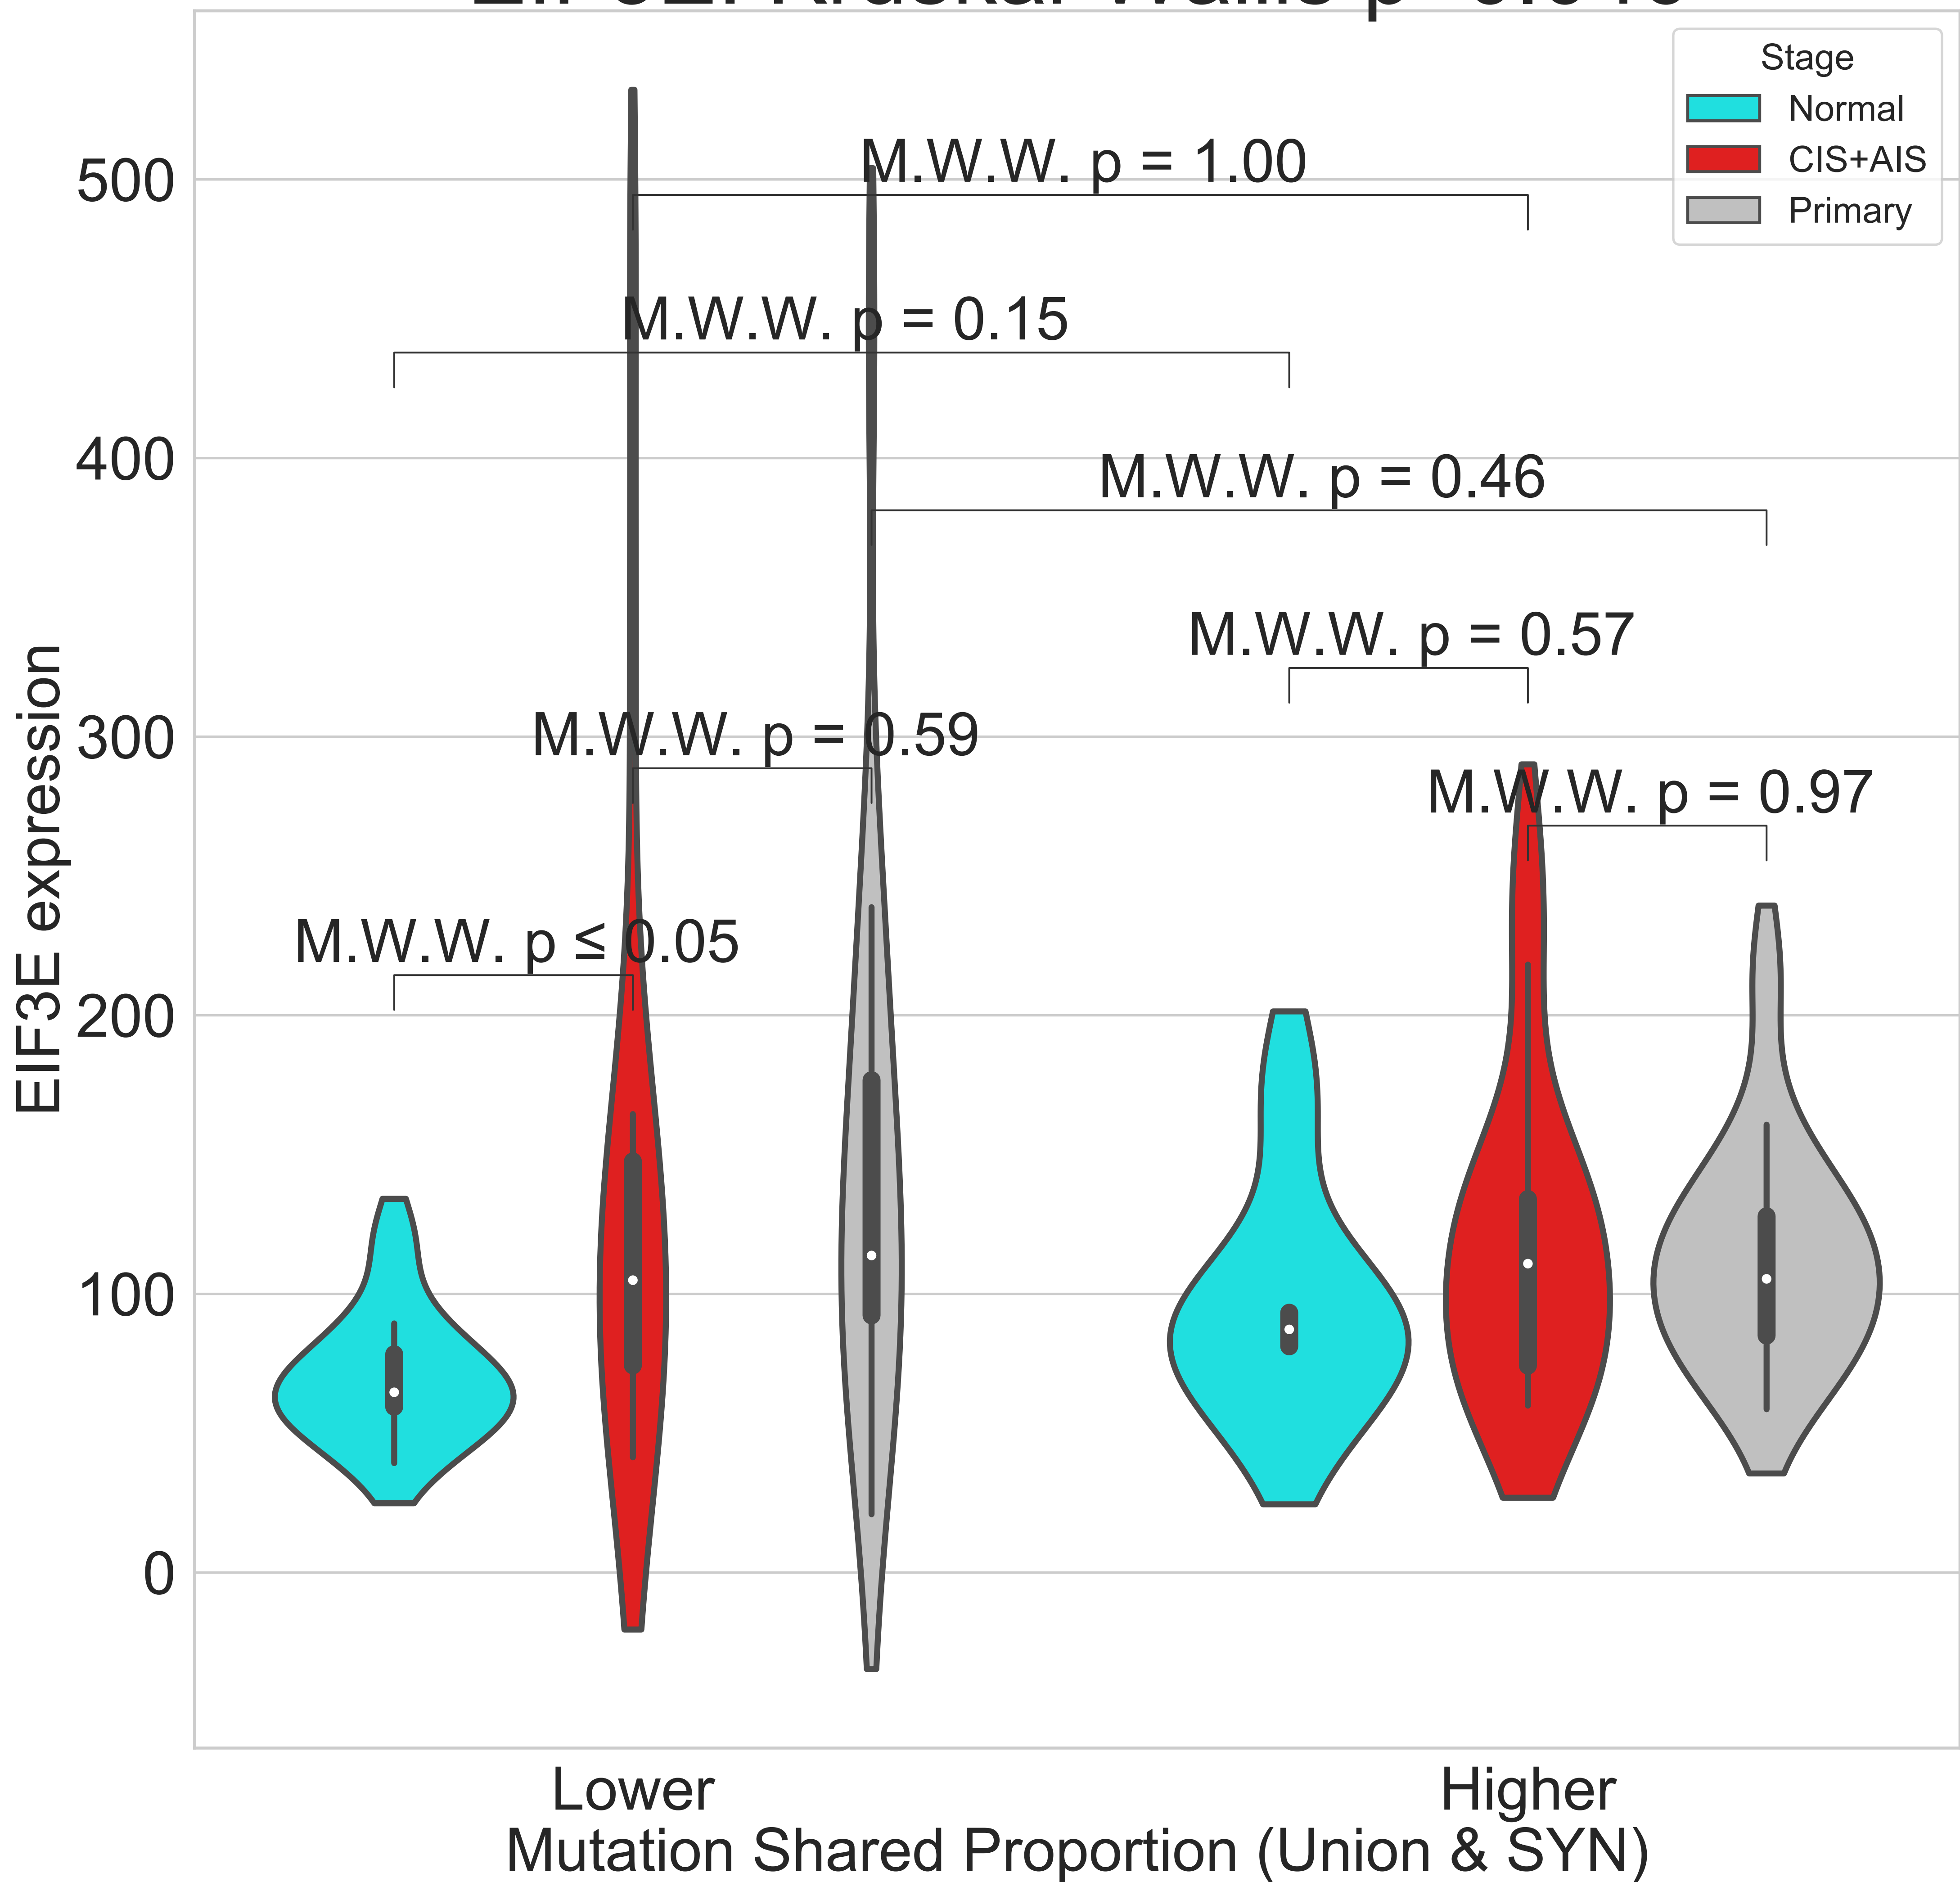 Stage
Normal
CIS+AIS
Primary
M.W.W. p = 1.00
M.W.W. p = 0.15
M.W.W. p = 0.46
M.W.W. p = 0.57
M.W.W. p = 0.59
M.W.W. p = 0.97
M.W.W. p ≤ 0.05
500
400
300
200
100
0
EIF3E expression
Lower
Higher
Mutation Shared Proportion (Union & SYN)